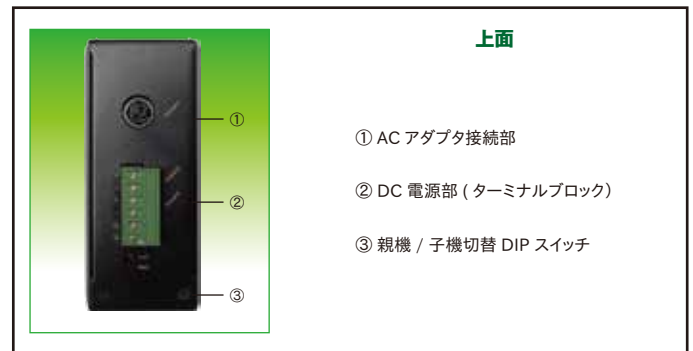 上面
①
②
③
① AC アダプタ接続部
② DC 電源部 ( ターミナルブロック）
③ 親機 / 子機切替 DIP スイッチ